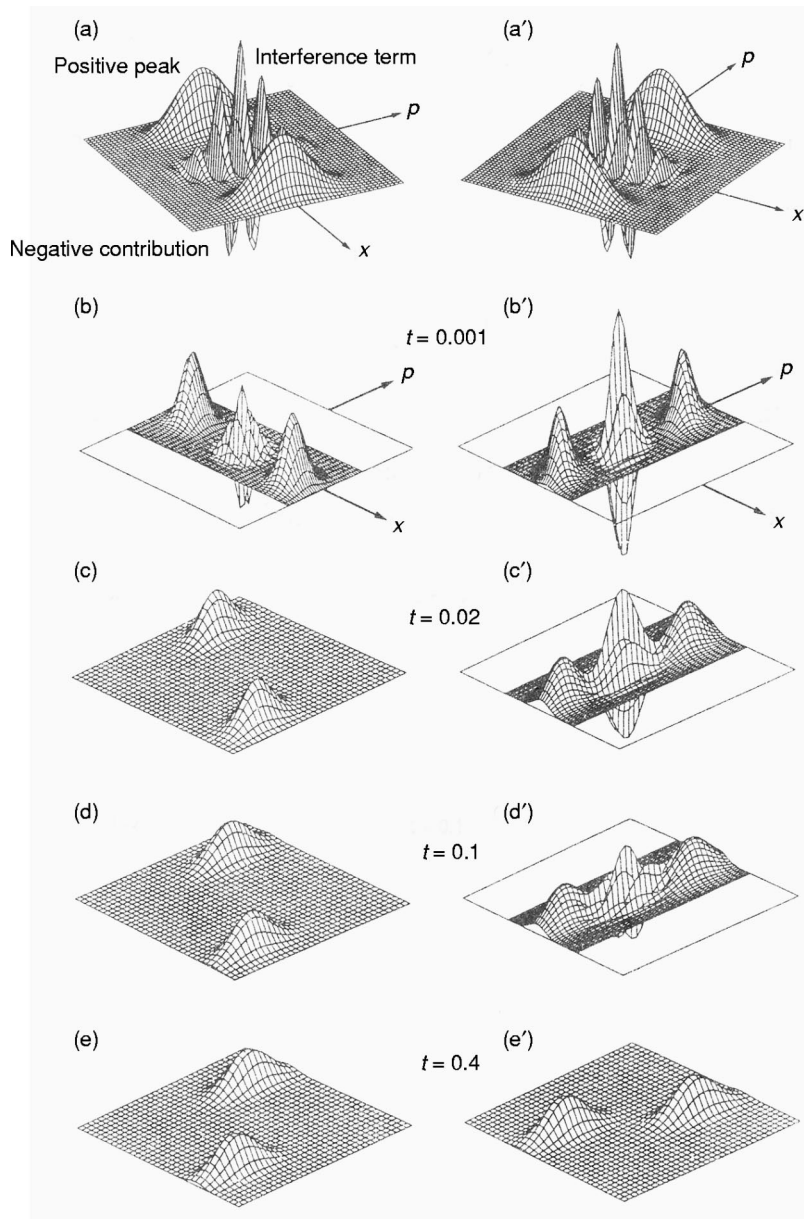 (a)
(a′)
Positive peak
Interference term
p
x
Negative contribution
p
x
(b)
(b′)
t = 0.001
p
x
p
x
(c)
(c′)
t = 0.02
(d)
(d′)
t = 0.1
(e)
(e′)
t = 0.4